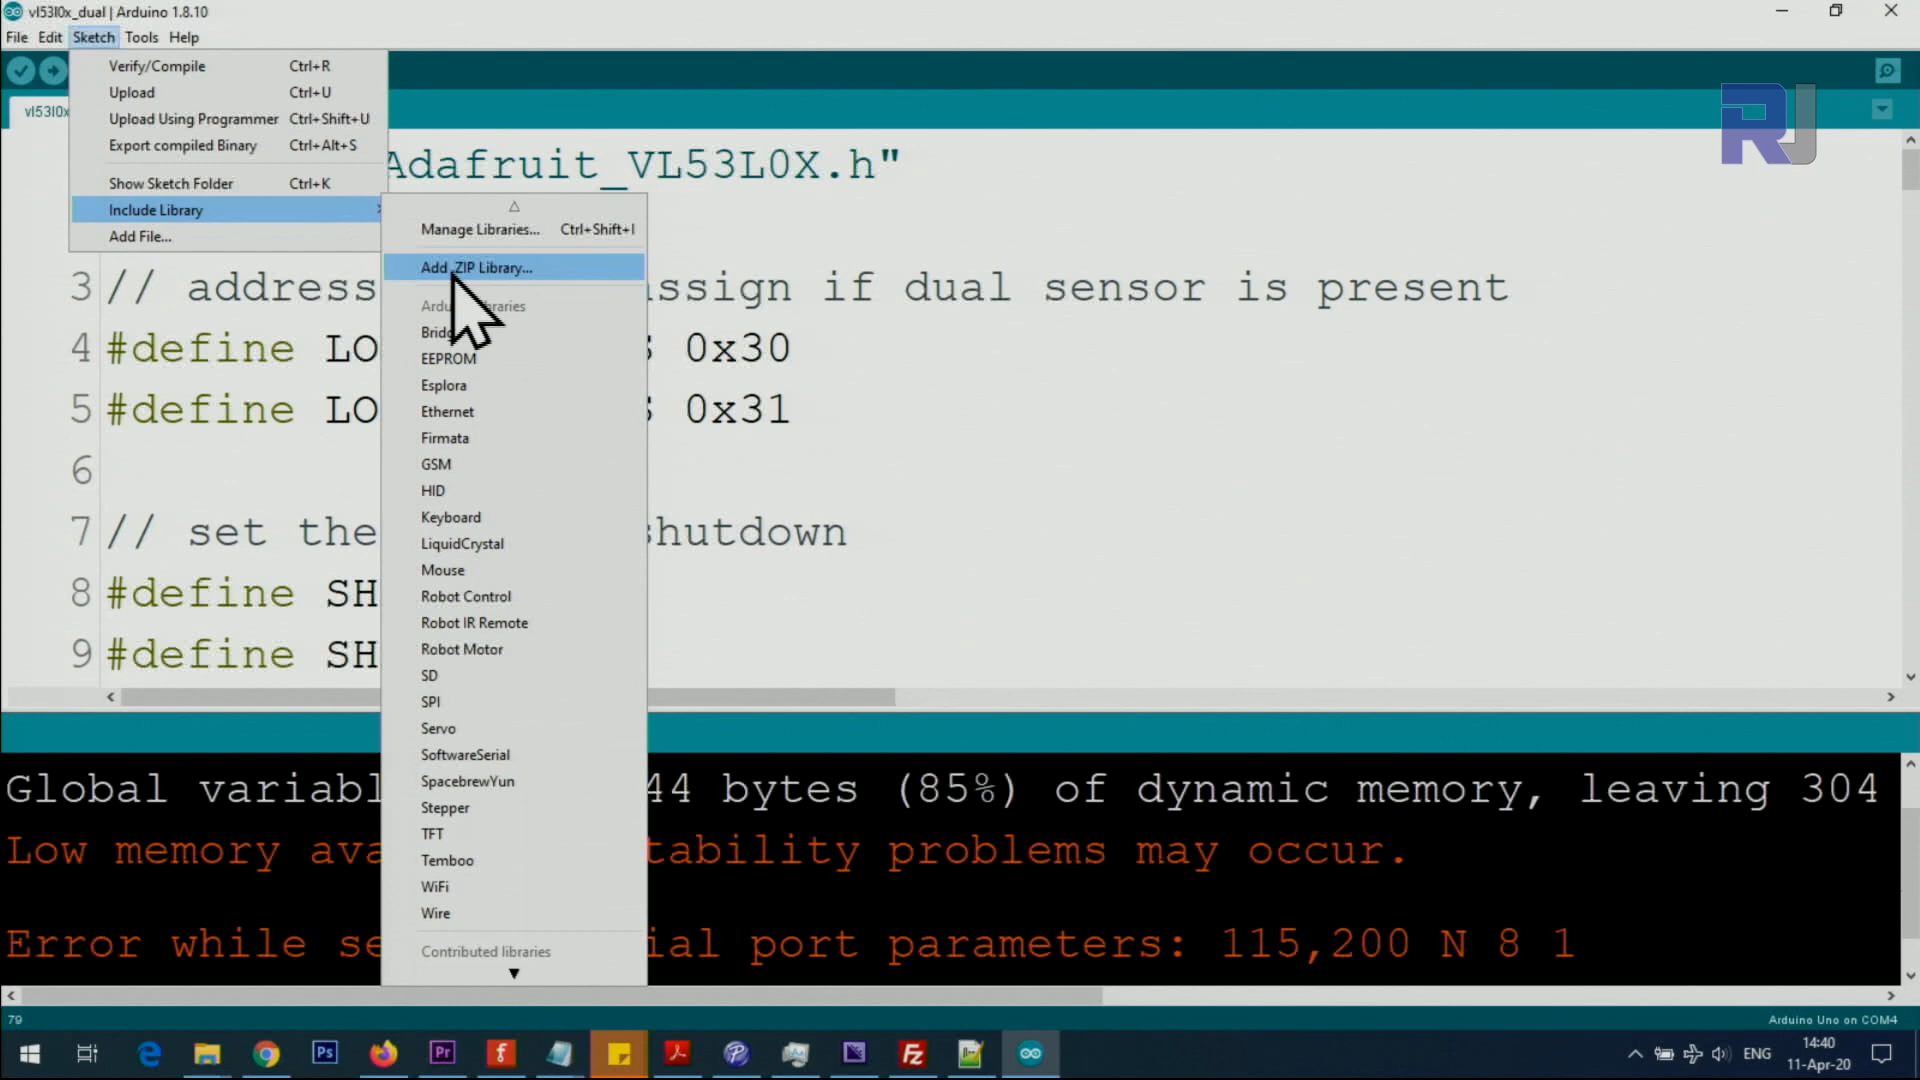 vl53l0x_dual | Arduino 1.8.10
File Edit Sketch Tools Help
Verify/Compile Ctrl+R
Upload Ctrl+U
Upload Using Programmer Ctrl+Shift+U
Export compiled Binary Ctrl+Alt+S
Show Sketch Folder Ctrl+K
Include Library
Add File...
vl53l0x
RJ
Adafruit_VL53L0X.h"
Manage Libraries... Ctrl+Shift+I
Add .ZIP Library...
3 // address ssign if dual sensor is present
4 #define LO 0x30
5 #define LO 0x31
6
7 // set the shutdown
8 #define SH
9 #define SH
EEPROM
Esplora
Ethernet
Firmata
GSM
HID
Keyboard
LiquidCrystal
Mouse
Robot Control
Robot IR Remote
Robot Motor
SD
SPI
Servo
SoftwareSerial
SpacebrewYun
Stepper
TFT
Temboo
WiFi
Wire
Contributed libraries
Global variabl 44 bytes (85%) of dynamic memory, leaving 304
Low memory ava tability problems may occur.
Error while se ial port parameters: 115,200 N 8 1
79
Arduino Uno on COM4
Ps Pr f Fz
ENG
14:40
11-Apr-20